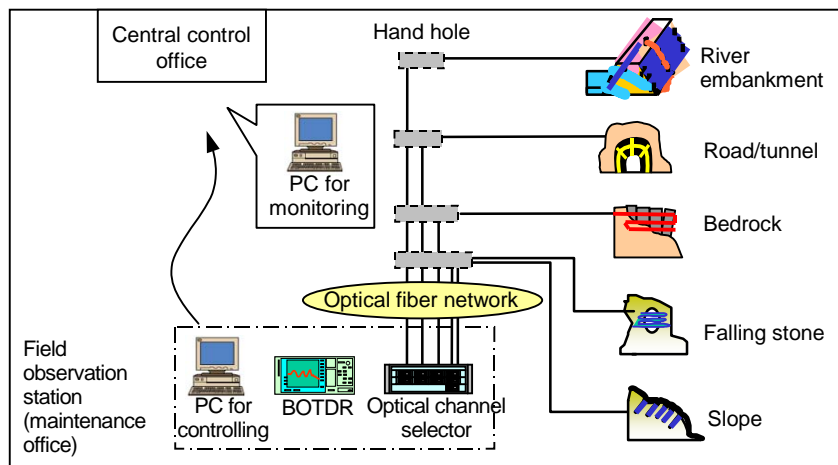 Central control
office
Hand hole
River
embankment
PC for
monitoring
Road/tunnel
Bedrock
Optical fiber network
Falling stone
Field
observation
station
(maintenance
office)
PC for
controlling
BOTDR
Optical channel
selector
Slope